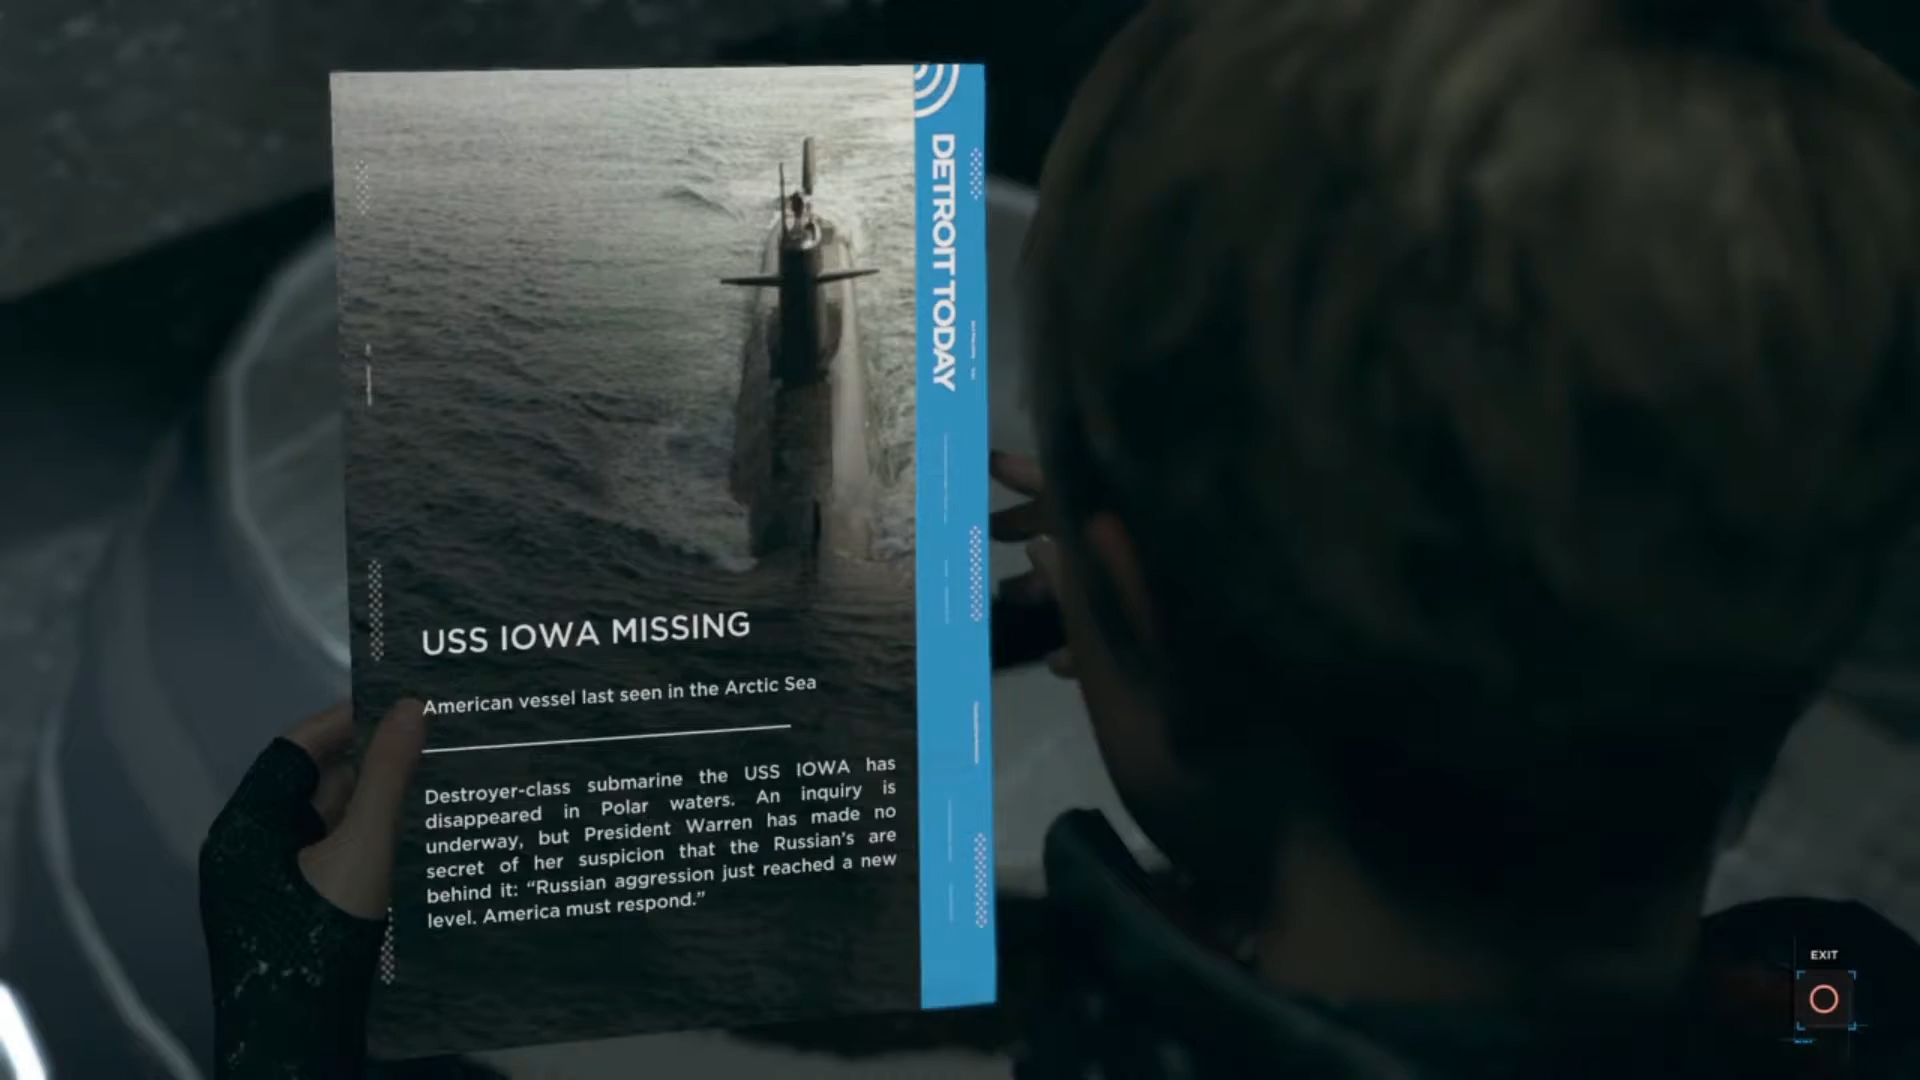 DETROIT TODAY
USS IOWA MISSING
American vessel last seen in the Arctic Sea
Destroyer-class submarine the USS IOWA has
disappeared in Polar waters. An inquiry is
underway, but President Warren has made no
secret of her suspicion that the Russian's are
behind it: “Russian aggression just reached a new
level. America must respond.”
EXIT